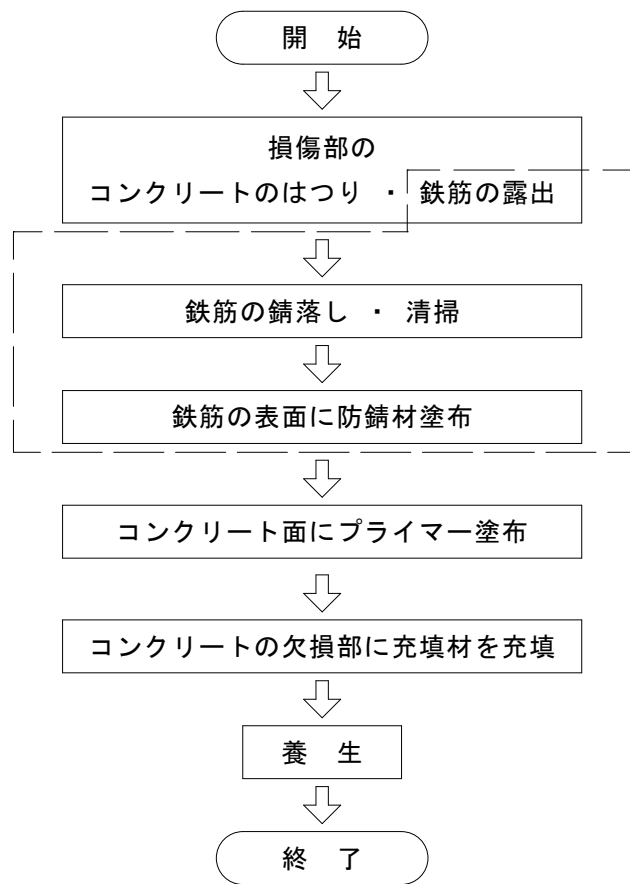 開 始
損傷部の
コンクリートのはつり ・ 鉄筋の露出
鉄筋の錆落し ・ 清掃
鉄筋の表面に防錆材塗布
コンクリート面にプライマー塗布
コンクリートの欠損部に充填材を充填
養 生
終 了